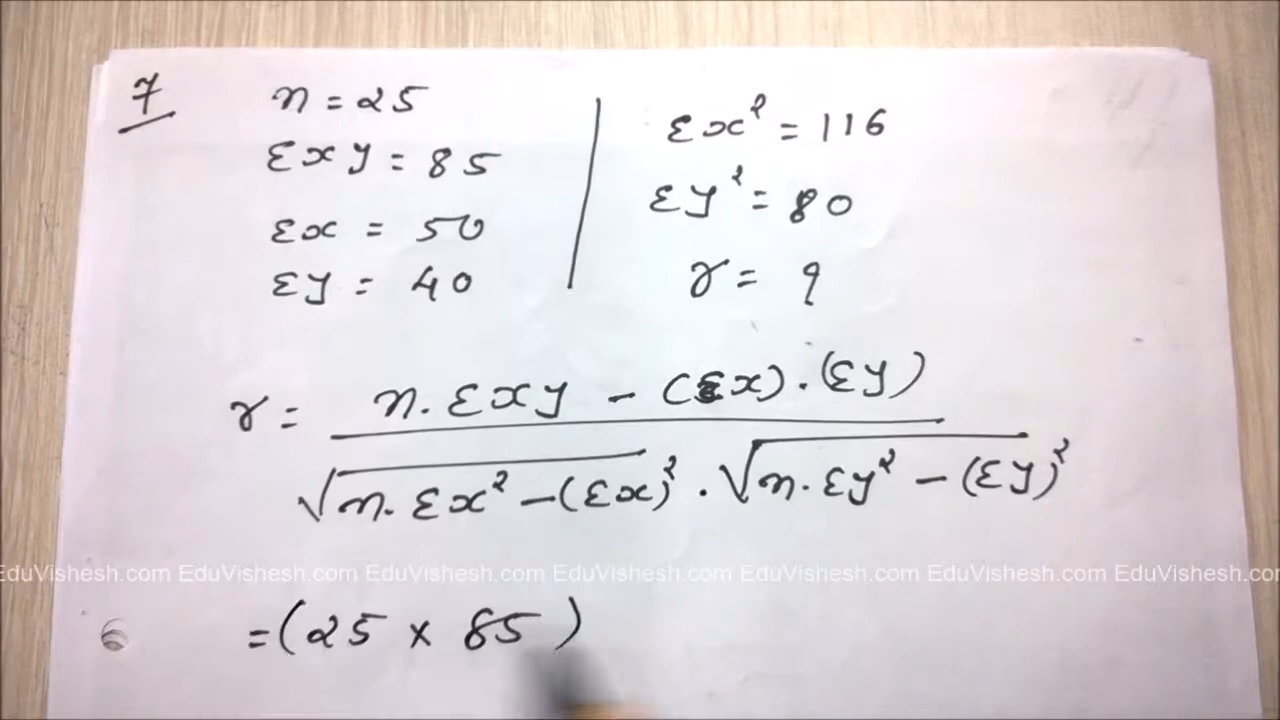 7
n = 25
Σxy = 85
Σx = 50
Σy = 40
Σx² = 116
Σy² = 80
r = ?
r = n.Σxy - (Σx).(Σy)
√n.Σx² - (Σx)² . √n.Σy² - (Σy)²
EduVishesh.com EduVishesh.com EduVishesh.com EduVishesh.com EduVishesh.com EduVishesh.com EduVishesh.com
= (25 × 85)